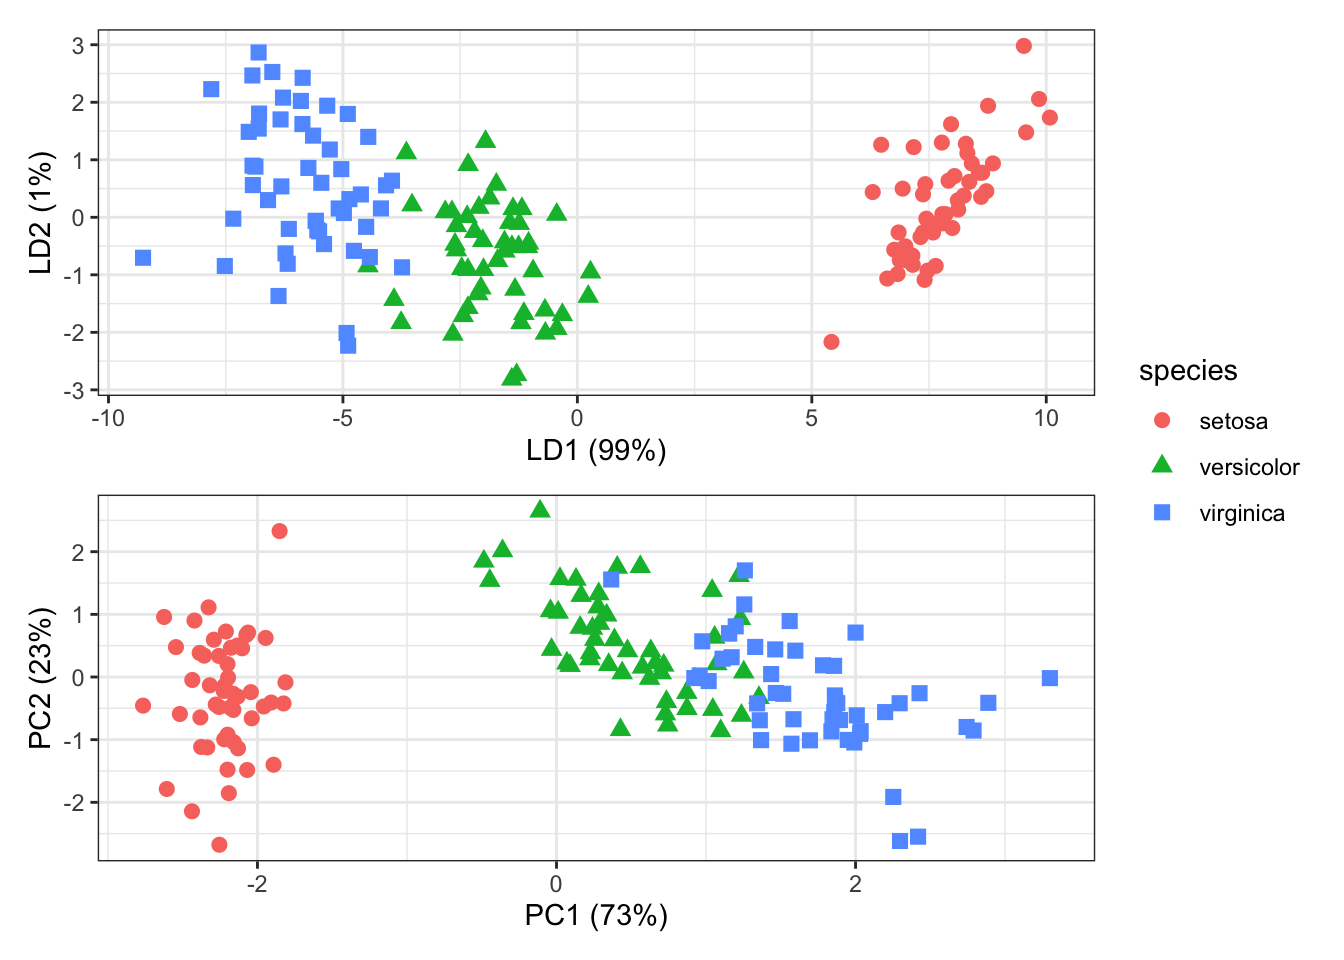 3
2
1
0
-1
-2
-3
LD2 (1%)
-10 -5 0 5 10
LD1 (99%)
species
setosa
versicolor
virginica
2
1
0
-1
-2
PC2 (23%)
-2 0 2
PC1 (73%)